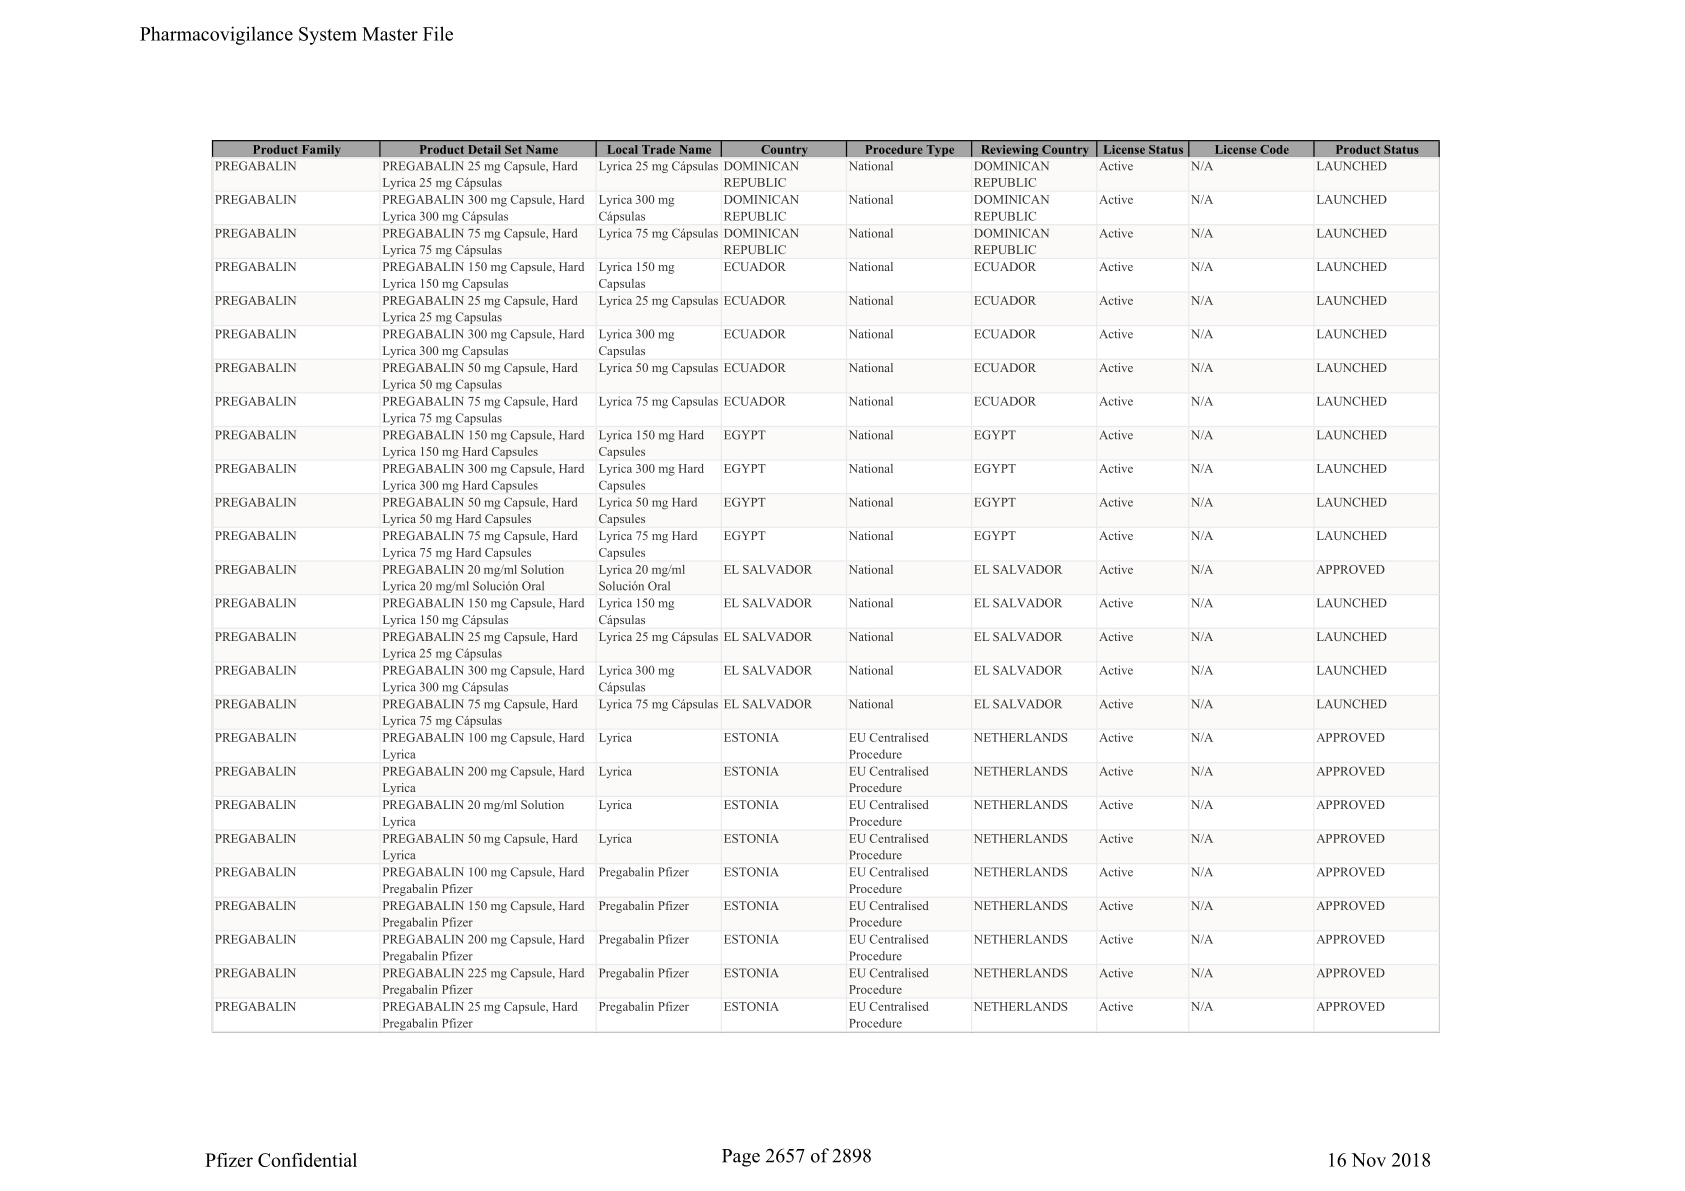 Pharmacovigilance System Master File
Product Family Product Detail Set Name Local Trade Name Country Procedure Type Reviewing Country License Status License Code Product Status
PREGABALIN PREGABALIN 25 mg Capsule, Hard Lyrica 25 mg Cápsulas DOMINICAN National DOMINICAN Active N/A LAUNCHED
Lyrica 25 mg Cápsulas REPUBLIC REPUBLIC
PREGABALIN PREGABALIN 300 mg Capsule, Hard Lyrica 300 mg DOMINICAN National DOMINICAN Active N/A LAUNCHED
Lyrica 300 mg Cápsulas Cápsulas REPUBLIC REPUBLIC
PREGABALIN PREGABALIN 75 mg Capsule, Hard Lyrica 75 mg Cápsulas DOMINICAN National DOMINICAN Active N/A LAUNCHED
Lyrica 75 mg Cápsulas REPUBLIC REPUBLIC
PREGABALIN PREGABALIN 150 mg Capsule, Hard Lyrica 150 mg ECUADOR National ECUADOR Active N/A LAUNCHED
Lyrica 150 mg Capsulas Capsulas
PREGABALIN PREGABALIN 25 mg Capsule, Hard Lyrica 25 mg Capsulas ECUADOR National ECUADOR Active N/A LAUNCHED
Lyrica 25 mg Capsulas
PREGABALIN PREGABALIN 300 mg Capsule, Hard Lyrica 300 mg ECUADOR National ECUADOR Active N/A LAUNCHED
Lyrica 300 mg Capsulas Capsulas
PREGABALIN PREGABALIN 50 mg Capsule, Hard Lyrica 50 mg Capsulas ECUADOR National ECUADOR Active N/A LAUNCHED
Lyrica 50 mg Capsulas
PREGABALIN PREGABALIN 75 mg Capsule, Hard Lyrica 75 mg Capsulas ECUADOR National ECUADOR Active N/A LAUNCHED
Lyrica 75 mg Capsulas
PREGABALIN PREGABALIN 150 mg Capsule, Hard Lyrica 150 mg Hard EGYPT National EGYPT Active N/A LAUNCHED
Lyrica 150 mg Hard Capsules Capsules
PREGABALIN PREGABALIN 300 mg Capsule, Hard Lyrica 300 mg Hard EGYPT National EGYPT Active N/A LAUNCHED
Lyrica 300 mg Hard Capsules Capsules
PREGABALIN PREGABALIN 50 mg Capsule, Hard Lyrica 50 mg Hard EGYPT National EGYPT Active N/A LAUNCHED
Lyrica 50 mg Hard Capsules Capsules
PREGABALIN PREGABALIN 75 mg Capsule, Hard Lyrica 75 mg Hard EGYPT National EGYPT Active N/A LAUNCHED
Lyrica 75 mg Hard Capsules Capsules
PREGABALIN PREGABALIN 20 mg/ml Solution Lyrica 20 mg/ml EL SALVADOR National EL SALVADOR Active N/A APPROVED
Lyrica 20 mg/ml Solución Oral Solución Oral
PREGABALIN PREGABALIN 150 mg Capsule, Hard Lyrica 150 mg EL SALVADOR National EL SALVADOR Active N/A LAUNCHED
Lyrica 150 mg Cápsulas Cápsulas
PREGABALIN PREGABALIN 25 mg Capsule, Hard Lyrica 25 mg Cápsulas EL SALVADOR National EL SALVADOR Active N/A LAUNCHED
Lyrica 25 mg Cápsulas
PREGABALIN PREGABALIN 300 mg Capsule, Hard Lyrica 300 mg EL SALVADOR National EL SALVADOR Active N/A LAUNCHED
Lyrica 300 mg Cápsulas Cápsulas
PREGABALIN PREGABALIN 75 mg Capsule, Hard Lyrica 75 mg Cápsulas EL SALVADOR National EL SALVADOR Active N/A LAUNCHED
Lyrica 75 mg Cápsulas
PREGABALIN PREGABALIN 100 mg Capsule, Hard Lyrica ESTONIA EU Centralised NETHERLANDS Active N/A APPROVED
Lyrica Procedure
PREGABALIN PREGABALIN 200 mg Capsule, Hard Lyrica ESTONIA EU Centralised NETHERLANDS Active N/A APPROVED
Lyrica Procedure
PREGABALIN PREGABALIN 20 mg/ml Solution Lyrica ESTONIA EU Centralised NETHERLANDS Active N/A APPROVED
Lyrica Procedure
PREGABALIN PREGABALIN 50 mg Capsule, Hard Lyrica ESTONIA EU Centralised NETHERLANDS Active N/A APPROVED
Lyrica Procedure
PREGABALIN PREGABALIN 100 mg Capsule, Hard Pregabalin Pfizer ESTONIA EU Centralised NETHERLANDS Active N/A APPROVED
Pregabalin Pfizer Procedure
PREGABALIN PREGABALIN 150 mg Capsule, Hard Pregabalin Pfizer ESTONIA EU Centralised NETHERLANDS Active N/A APPROVED
Pregabalin Pfizer Procedure
PREGABALIN PREGABALIN 200 mg Capsule, Hard Pregabalin Pfizer ESTONIA EU Centralised NETHERLANDS Active N/A APPROVED
Pregabalin Pfizer Procedure
PREGABALIN PREGABALIN 225 mg Capsule, Hard Pregabalin Pfizer ESTONIA EU Centralised NETHERLANDS Active N/A APPROVED
Pregabalin Pfizer Procedure
PREGABALIN PREGABALIN 25 mg Capsule, Hard Pregabalin Pfizer ESTONIA EU Centralised NETHERLANDS Active N/A APPROVED
Pregabalin Pfizer Procedure
Pfizer Confidential Page 2657 of 2898 16 Nov 2018